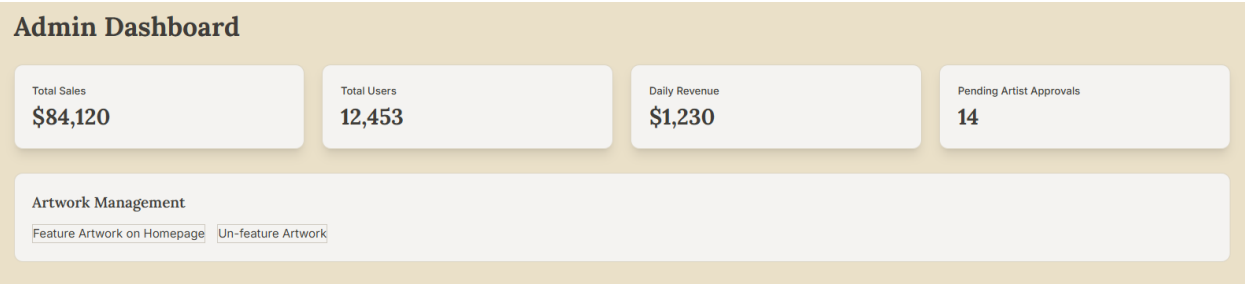 Admin Dashboard
Total Sales
$84,120
Total Users
12,453
Daily Revenue
$1,230
Pending Artist Approvals
14
Artwork Management
Feature Artwork on Homepage
Un-feature Artwork